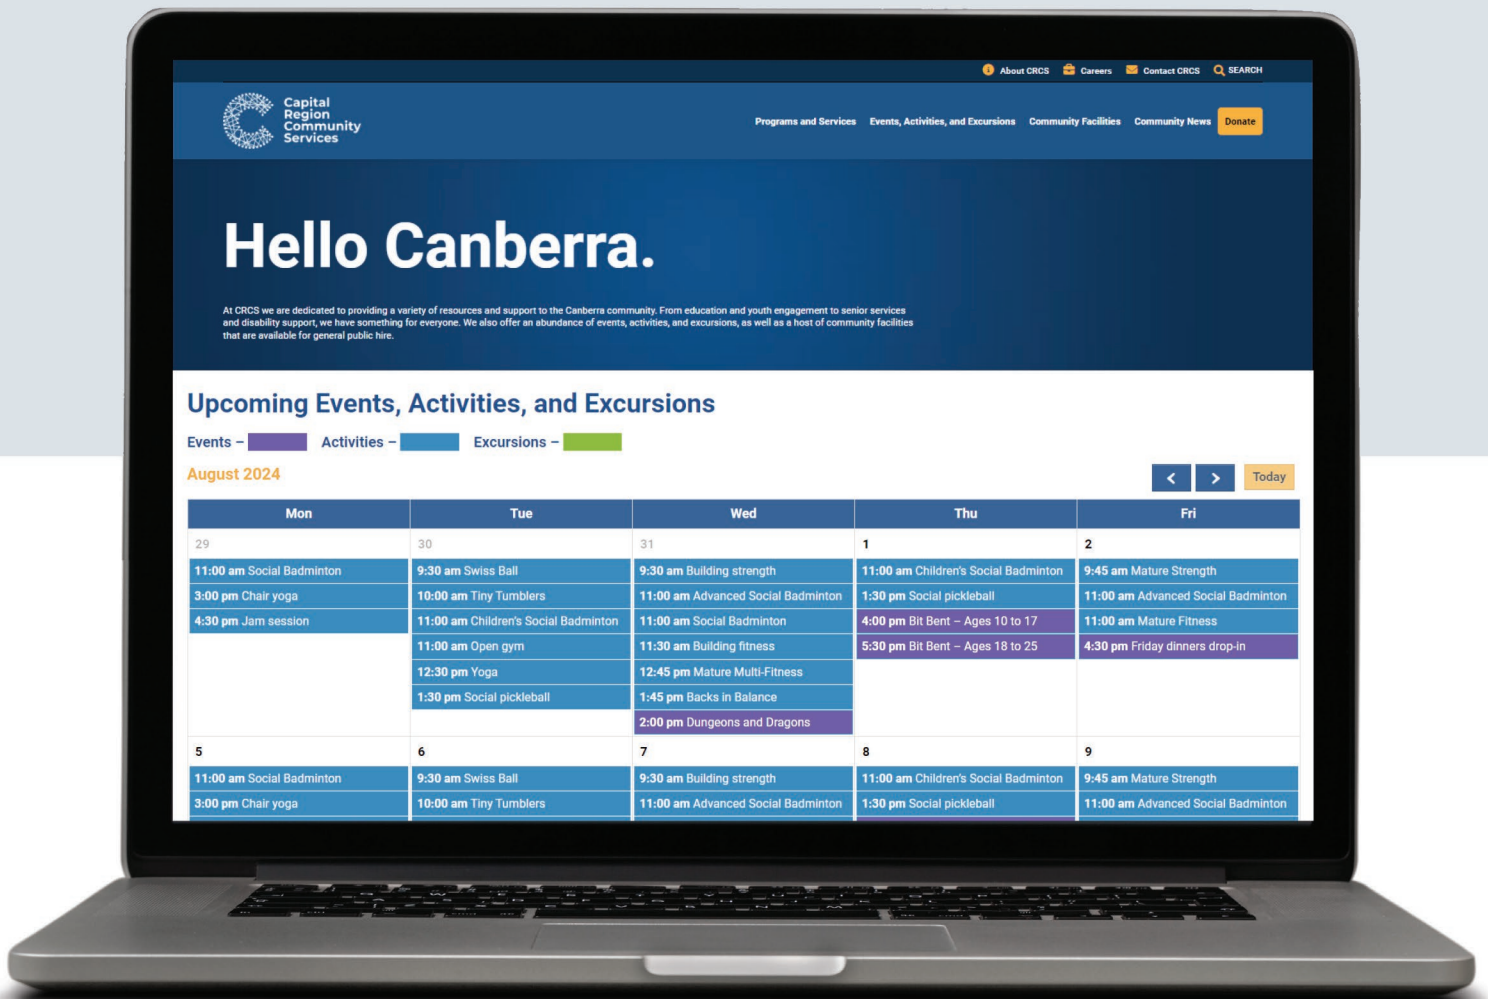 About CRCS Careers Contact CRCS SEARCH
Capital
Region
Community
Services
Programs and Services Events, Activities, and Excursions Community Facilities Community News Donate
Hello Canberra.
At CRCS we are dedicated to providing a variety of resources and support to the Canberra community. From education and youth engagement to senior services
and disability support, we have something for everyone. We also offer an abundance of events, activities, and excursions, as well as a host of community facilities
that are available for general public hire.
Upcoming Events, Activities, and Excursions
Events – Activities – Excursions –
August 2024
< > Today
Mon Tue Wed Thu Fri
29 30 31 1 2
11:00 am Social Badminton 9:30 am Swiss Ball 9:30 am Building strength 11:00 am Children's Social Badminton 9:45 am Mature Strength
3:00 pm Chair yoga 10:00 am Tiny Tumblers 11:00 am Advanced Social Badminton 1:30 pm Social pickleball 11:00 am Advanced Social Badminton
4:30 pm Jam session 11:00 am Children's Social Badminton 11:00 am Social Badminton 4:00 pm Bit Bent – Ages 10 to 17 11:00 am Mature Fitness
11:00 am Open gym 11:30 am Building fitness 5:30 pm Bit Bent – Ages 18 to 25 4:30 pm Friday dinners drop-in
12:30 pm Yoga 12:45 pm Mature Multi-Fitness
1:30 pm Social pickleball 1:45 pm Backs in Balance
2:00 pm Dungeons and Dragons
5 6 7 8 9
11:00 am Social Badminton 9:30 am Swiss Ball 9:30 am Building strength 11:00 am Children's Social Badminton 9:45 am Mature Strength
3:00 pm Chair yoga 10:00 am Tiny Tumblers 11:00 am Advanced Social Badminton 1:30 pm Social pickleball 11:00 am Advanced Social Badminton